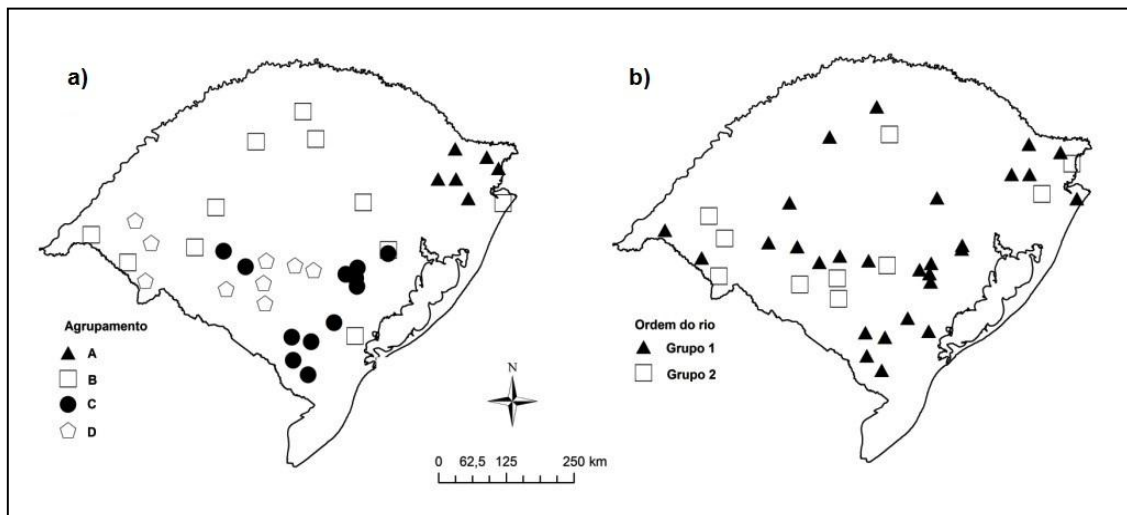 a)
Agrupamento
A
B
C
D
N
0 62,5 125 250 km
b)
Ordem do rio
Grupo 1
Grupo 2